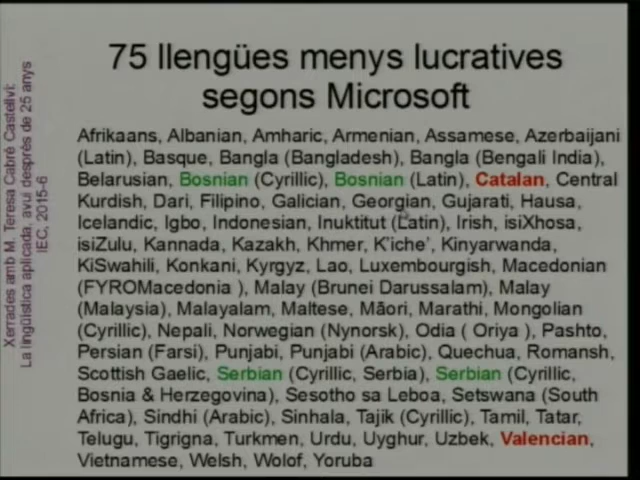 75 llengües menys lucratives
segons Microsoft
Afrikaans, Albanian, Amharic, Armenian, Assamese, Azerbaijani
(Latin), Basque, Bangla (Bangladesh), Bangla (Bengali India),
Belarusian, Bosnian (Cyrillic), Bosnian (Latin), Catalan, Central
Kurdish, Dari, Filipino, Galician, Georgian, Gujarati, Hausa,
Icelandic, Igbo, Indonesian, Inuktitut (Latin), Irish, isiXhosa,
isiZulu, Kannada, Kazakh, Khmer, K'iche', Kinyarwanda,
KiSwahili, Konkani, Kyrgyz, Lao, Luxembourgish, Macedonian
(FYROMacedonia ), Malay (Brunei Darussalam), Malay
(Malaysia), Malayalam, Maltese, Māori, Marathi, Mongolian
(Cyrillic), Nepali, Norwegian (Nynorsk), Odia ( Oriya ), Pashto,
Persian (Farsi), Punjabi, Punjabi (Arabic), Quechua, Romansh,
Scottish Gaelic, Serbian (Cyrillic, Serbia), Serbian (Cyrillic,
Bosnia & Herzegovina), Sesotho sa Leboa, Setswana (South
Africa), Sindhi (Arabic), Sinhala, Tajik (Cyrillic), Tamil, Tatar,
Telugu, Tigrigna, Turkmen, Urdu, Uyghur, Uzbek, Valencian,
Vietnamese, Welsh, Wolof, Yoruba
Xerrades amb M. Teresa Cabré Castellví:
La lingüística aplicada, avui després de 25 anys
IEC, 2015-6